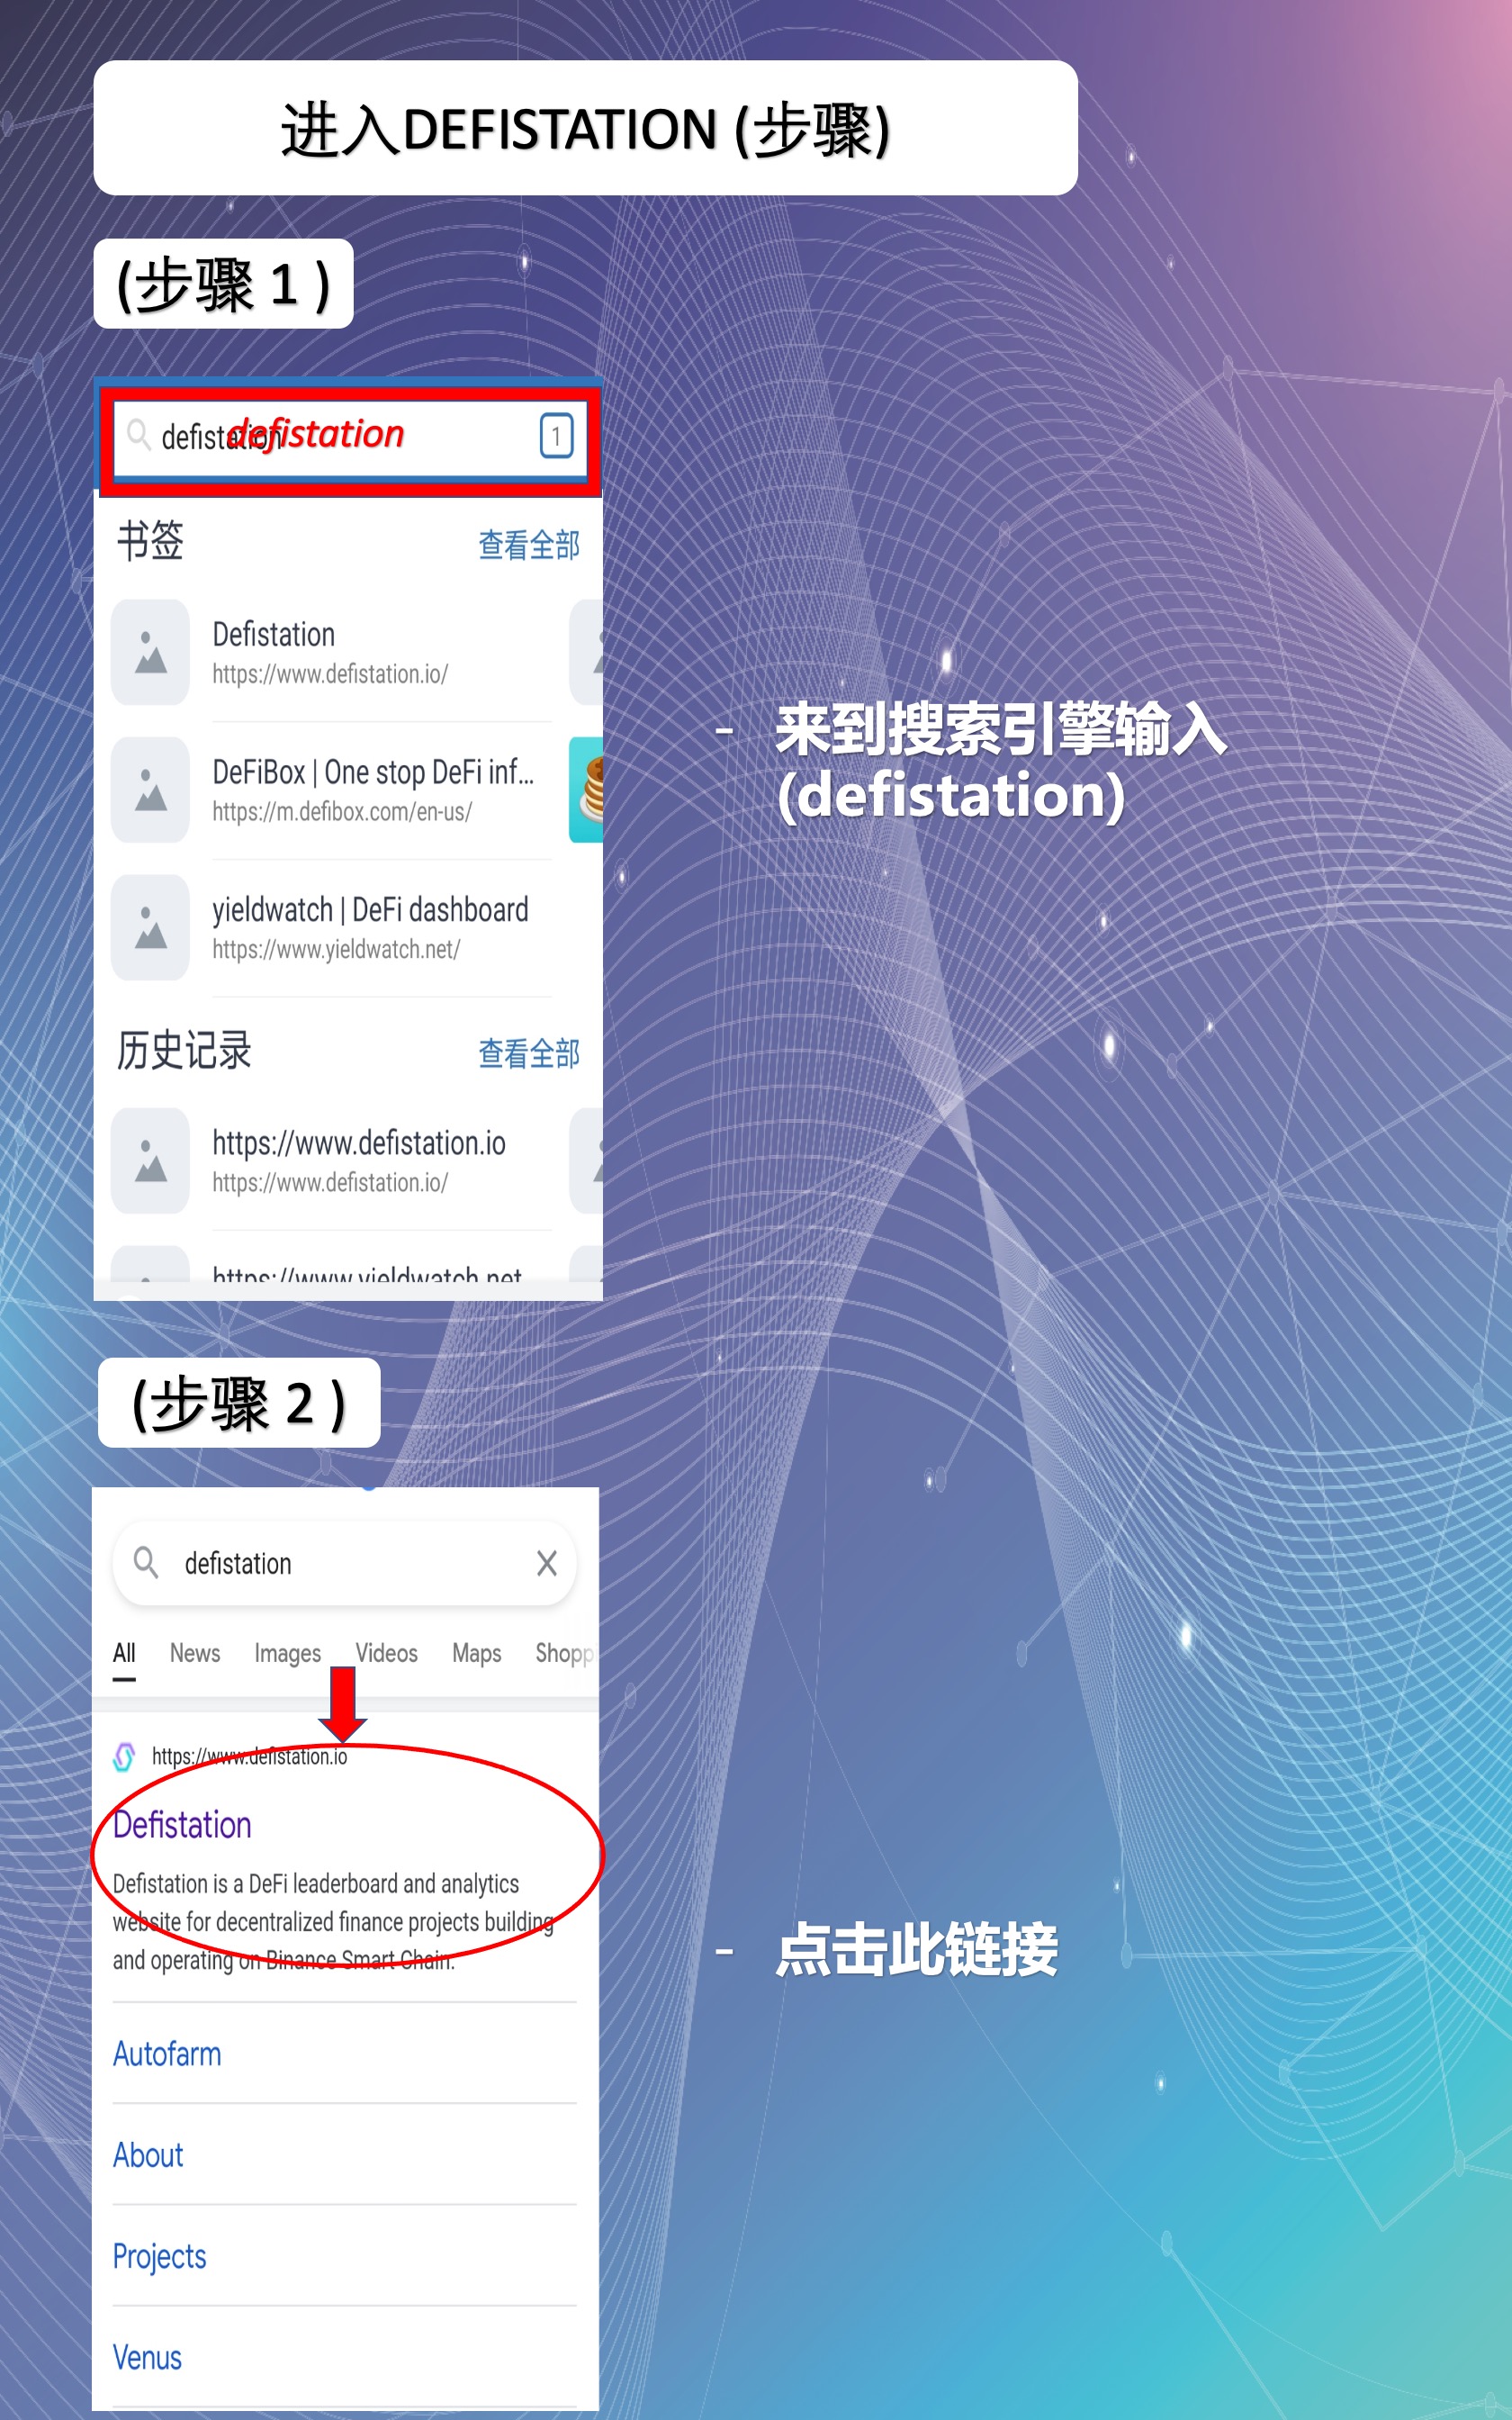 进入DEFISTATION (步骤)
(步骤 1 )
defistation
defistation
1
书签
查看全部
Defistation
https://www.defistation.io/
DeFiBox | One stop DeFi inf...
https://m.defibox.com/en-us/
yieldwatch | DeFi dashboard
https://www.yieldwatch.net/
历史记录
查看全部
https://www.defistation.io
https://www.defistation.io/
https://www.yieldwatch.net
- 来到搜索引擎输入
(defistation)
(步骤 2 )
defistation
All News Images Videos Maps Shopp
https://www.defistation.io
Defistation
Defistation is a DeFi leaderboard and analytics
website for decentralized finance projects building
and operating on Binance Smart Chain.
Autofarm
About
Projects
Venus
- 点击此链接